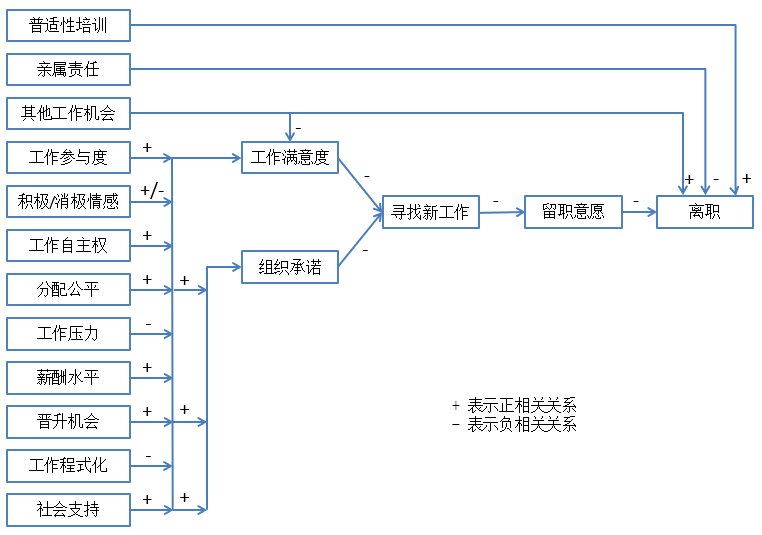 普适性培训
亲属责任
其他工作机会
-
工作参与度
+
工作满意度
-
+
-
+
积极/消极情感
+/-
寻找新工作
-
留职意愿
-
离职
工作自主权
+
-
组织承诺
分配公平
+
+
工作压力
-
薪酬水平
+
晋升机会
+
+
+ 表示正相关关系
- 表示负相关关系
工作程式化
-
社会支持
+
+